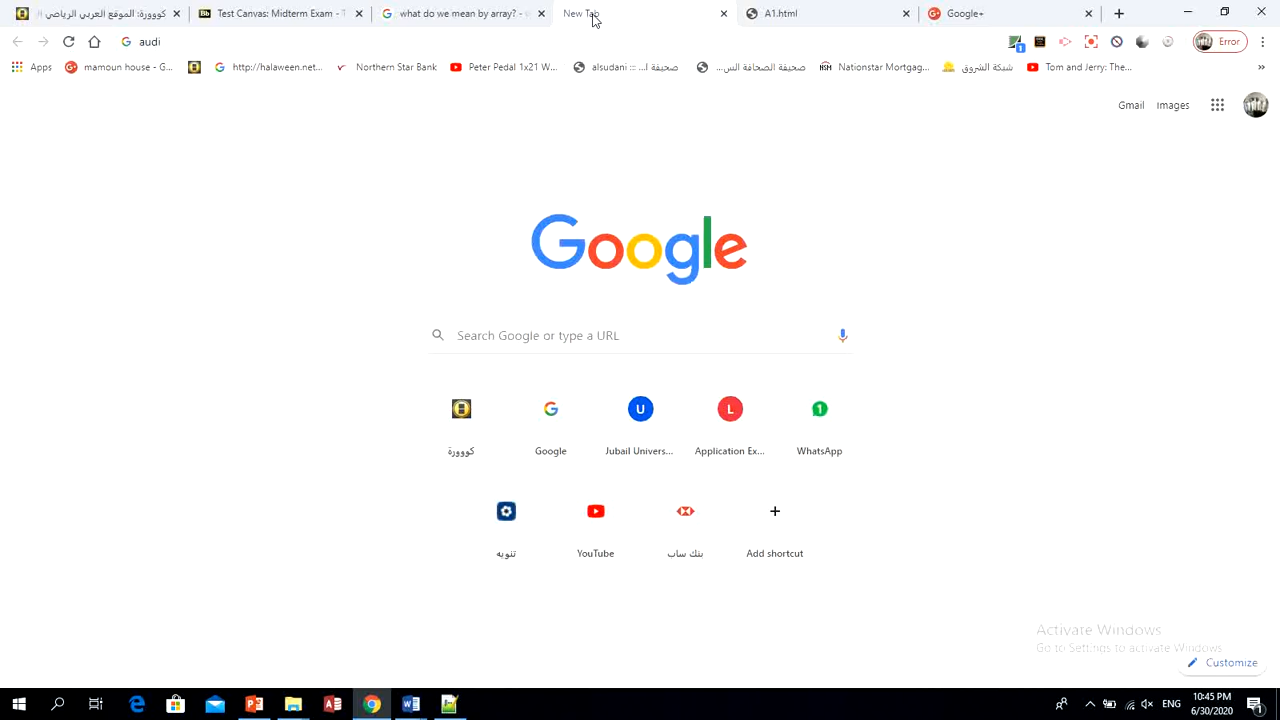 كووورة: الموقع العربي الرياضي
Test Canvas: Midterm Exam - 
what do we mean by array? - 
New Tab
A1.html
Google+
audi
Error
Apps
mamoun house - G...
http://halaween.net...
Northern Star Bank
Peter Pedal 1x21 W...
alsudani ::: صحيفة ا...
صحيفة الصحافة الس...
HSM
Nationstar Mortgag...
شبكة الشروق
Tom and Jerry: The...
Gmail
Images
Google
Search Google or type a URL
U
L
1
كووورة
Google
Jubail Univers...
Application Ex...
WhatsApp
تنويه
YouTube
بنك ساب
Add shortcut
Activate Windows
Go to Settings to activate Windows.
Customize
ENG
10:45 PM
6/30/2020